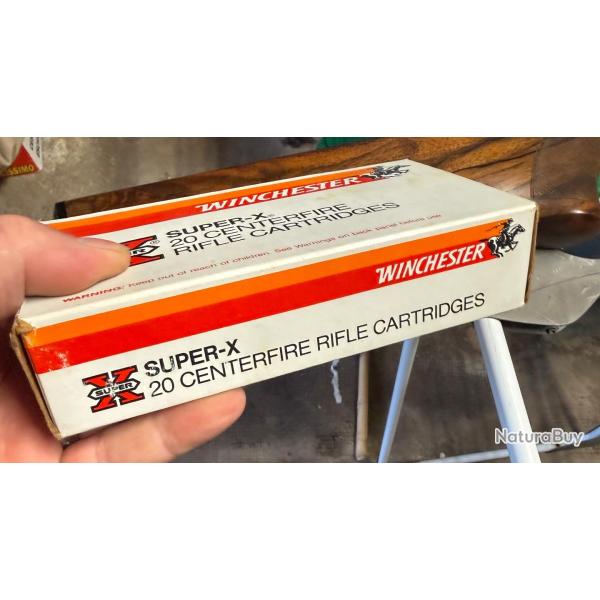 SSIMO
WINCHESTER
SUPER-X®
20 CENTERFIRE
RIFLE CARTRIDGES
WARNING: Keep out of reach of children. See Warnings on back panel before use.
WINCHESTER
X
SUPER
SUPER-X
20 CENTERFIRE RIFLE CARTRIDGES
NaturaBuy